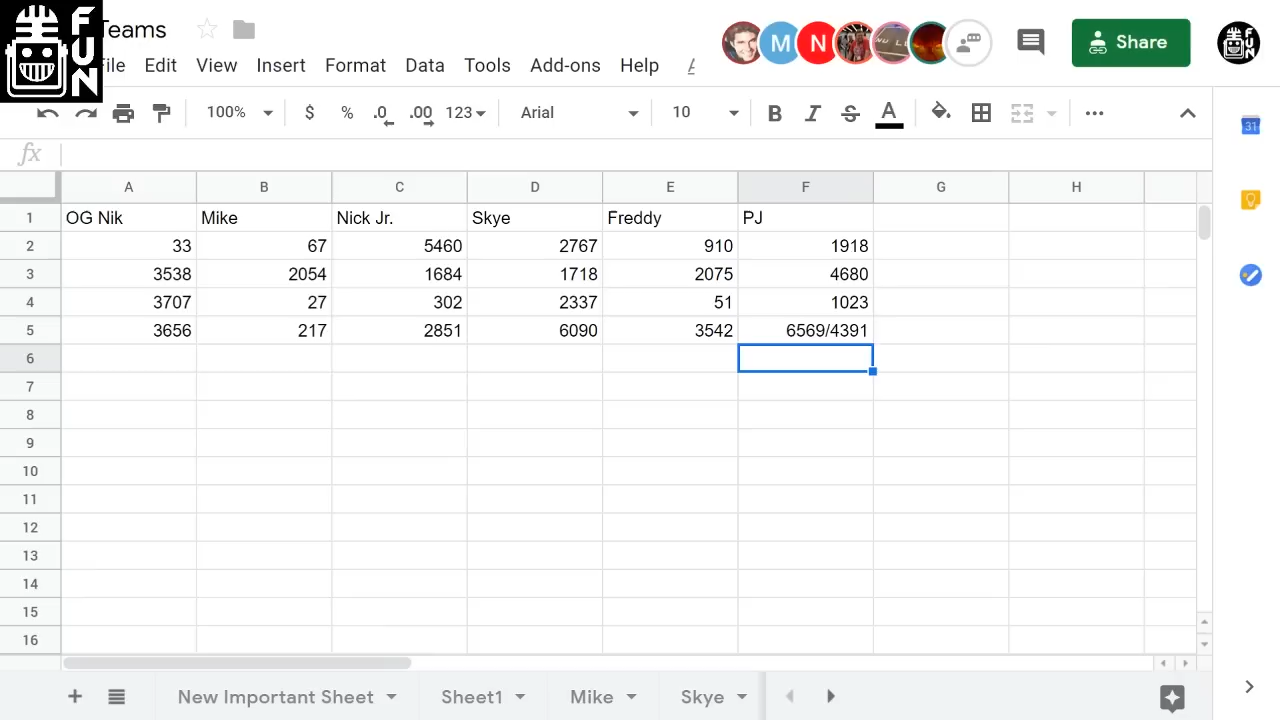 FUN
Teams
File Edit View Insert Format Data Tools Add-ons Help
M N
Share
100% $ % .0 .00 123 Arial 10 B I S A
31
fx
A B C D E F G H
1 OG Nik Mike Nick Jr. Skye Freddy PJ
2 33 67 5460 2767 910 1918
3 3538 2054 1684 1718 2075 4680
4 3707 27 302 2337 51 1023
5 3656 217 2851 6090 3542 6569/4391
6
7
8
9
10
11
12
13
14
15
16
New Important Sheet Sheet1 Mike Skye